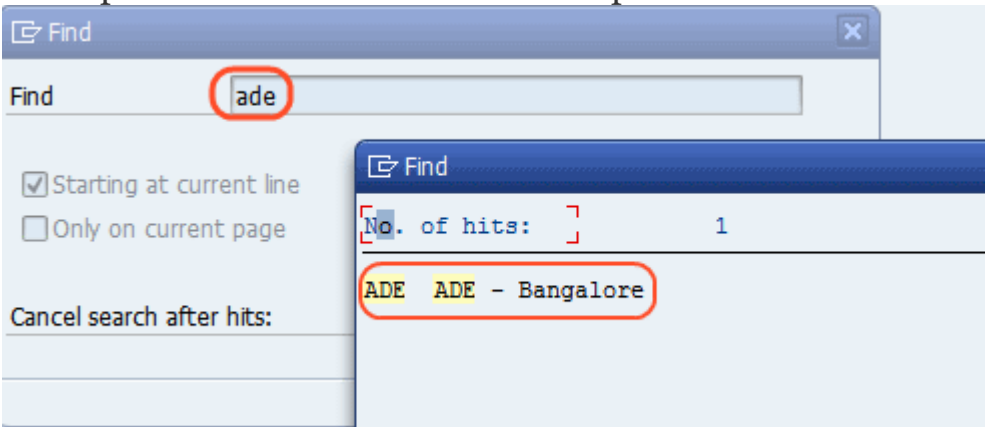 Find
Find ade
Starting at current line
Only on current page
Cancel search after hits:
Find
No. of hits: 1
ADE ADE - Bangalore